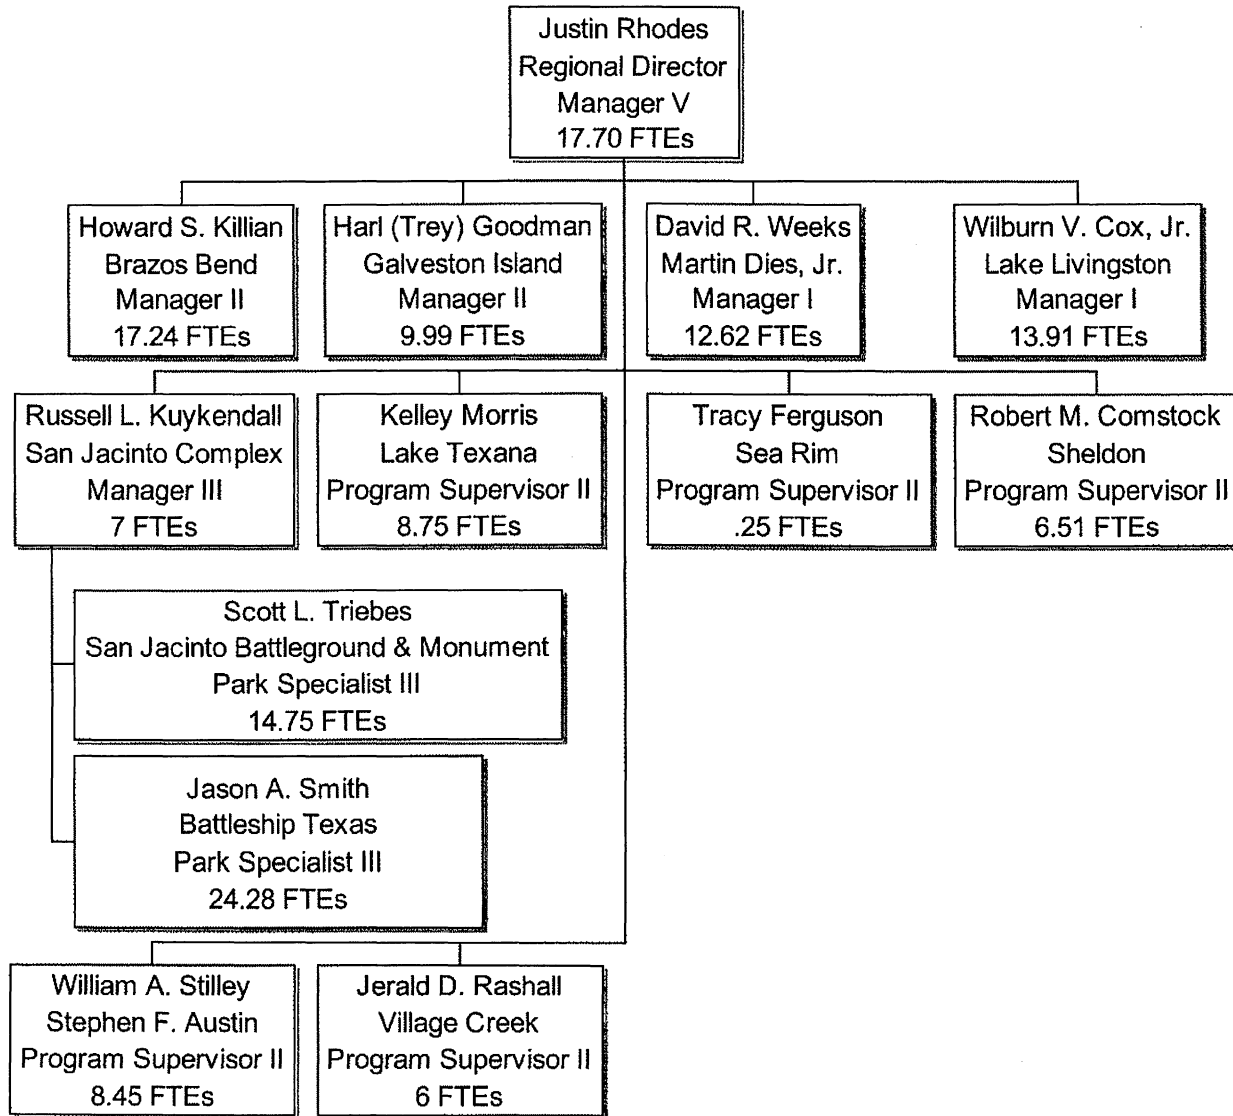 Justin Rhodes
Regional Director
Manager V
17.70 FTEs
Howard S. Killian
Brazos Bend
Manager II
17.24 FTEs
Harl (Trey) Goodman
Galveston Island
Manager II
9.99 FTEs
David R. Weeks
Martin Dies, Jr.
Manager I
12.62 FTEs
Wilburn V. Cox, Jr.
Lake Livingston
Manager I
13.91 FTEs
Russell L. Kuykendall
San Jacinto Complex
Manager III
7 FTEs
Kelley Morris
Lake Texana
Program Supervisor II
8.75 FTEs
Tracy Ferguson
Sea Rim
Program Supervisor II
.25 FTEs
Robert M. Comstock
Sheldon
Program Supervisor II
6.51 FTEs
Scott L. Triebes
San Jacinto Battleground & Monument
Park Specialist III
14.75 FTEs
Jason A. Smith
Battleship Texas
Park Specialist III
24.28 FTEs
William A. Stilley
Stephen F. Austin
Program Supervisor II
8.45 FTEs
Jerald D. Rashall
Village Creek
Program Supervisor II
6 FTEs